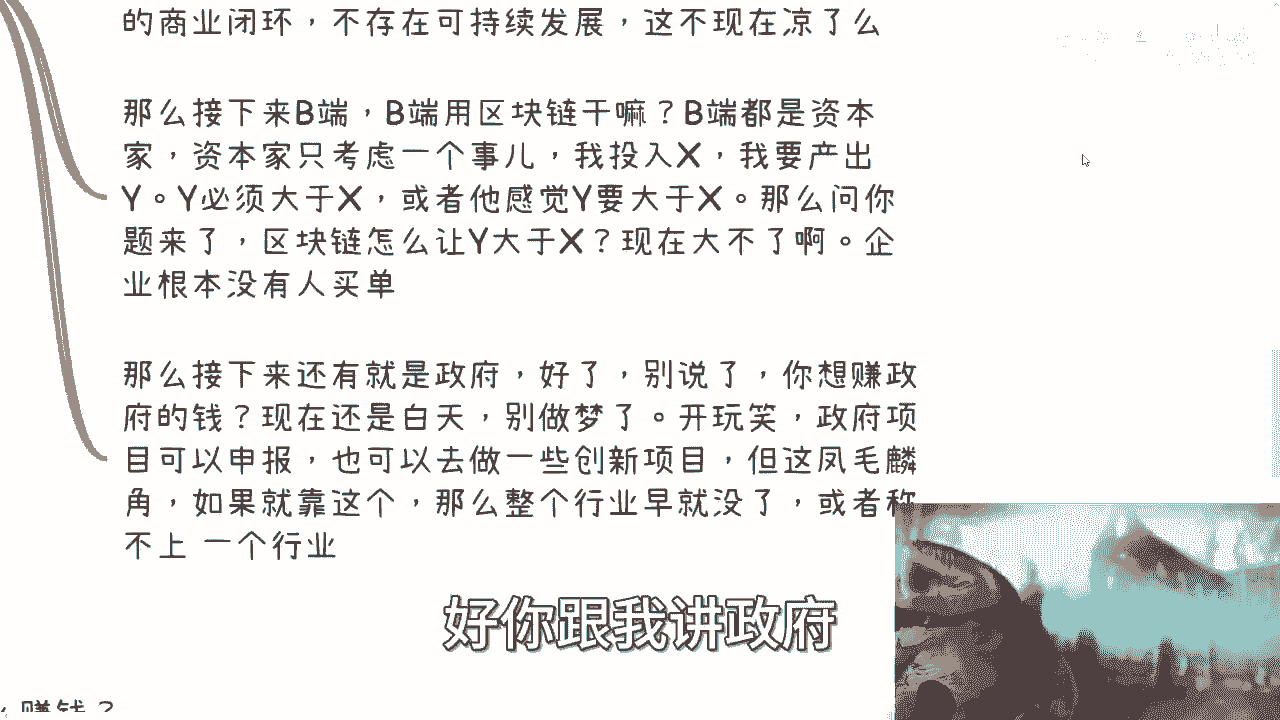 的商业闭环，不存在可持续发展，这不现在凉了么
那么接下来B端，B端用区块链干嘛？B端都是资本
家，资本家只考虑一个事儿，我投入X，我要产出
Y。Y必须大于X，或者他感觉Y要大于X。那么问你
题来了，区块链怎么让Y大于X？现在大不了啊。企
业根本没有人买单
那么接下来还有就是政府，好了，别说了，你想赚政
府的钱？现在还是白天，别做梦了。开玩笑，政府项
目可以申报，也可以去做一些创新项目，但这凤毛麟
角，如果就靠这个，那么整个行业早就没了，或者称
不上 一个行业
好你跟我讲政府
赚钱？